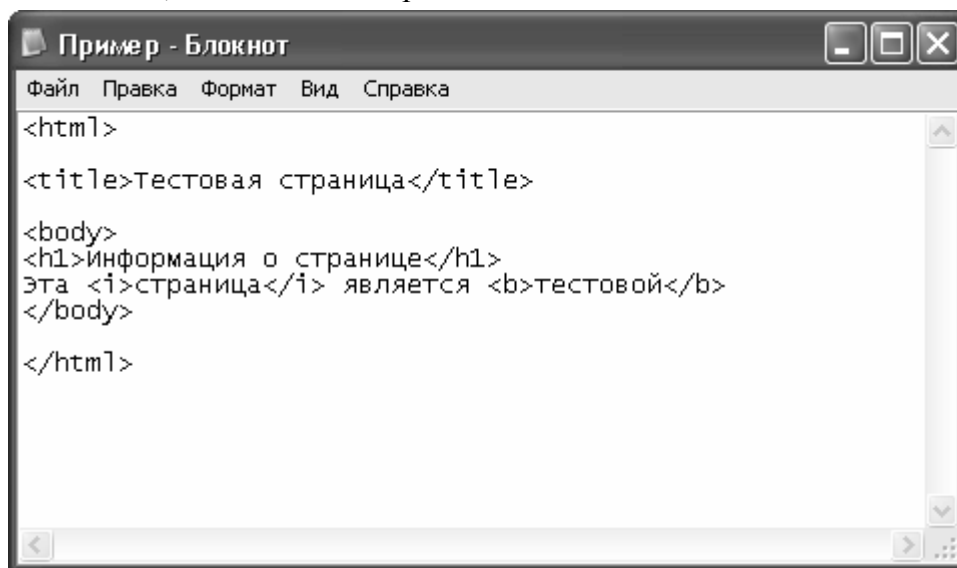 Пример - Блокнот
Файл Правка Формат Вид Справка
<html>
<title>Тестовая страница</title>
<body>
<h1>Информация о странице</h1>
Эта <i>страница</i> является <b>тестовой</b>
</body>
</html>